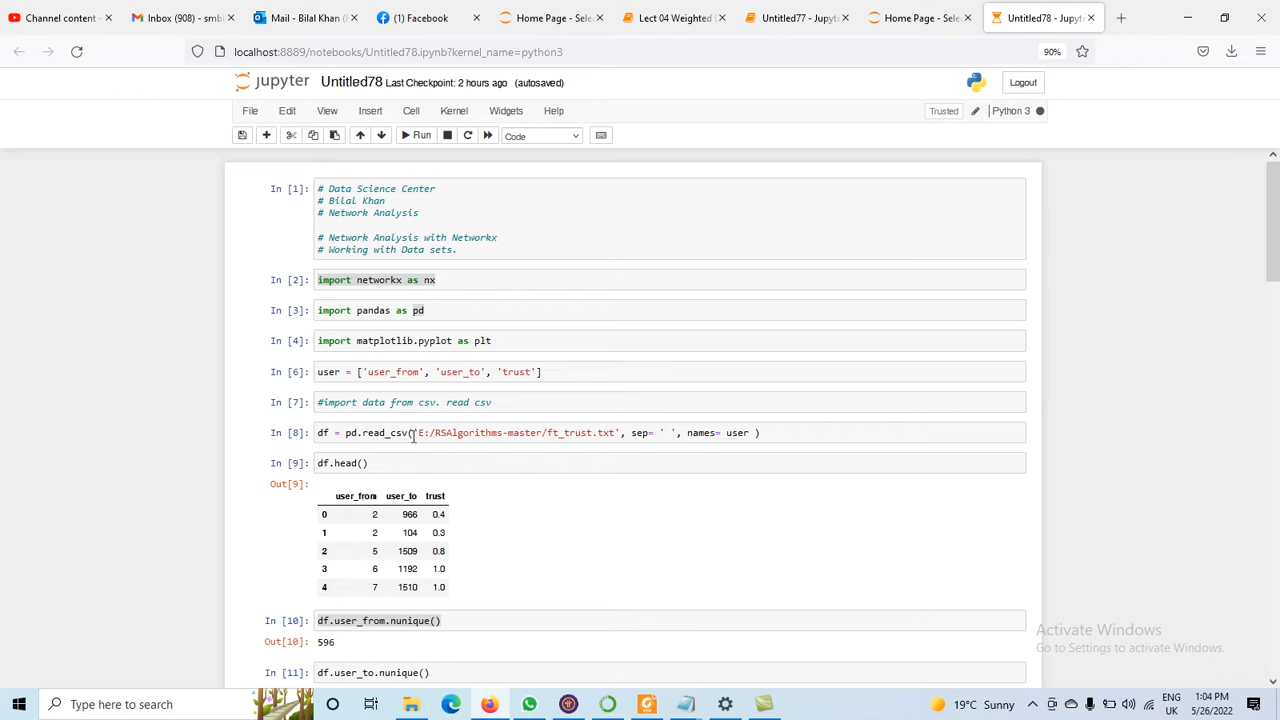 Channel content - Y
Inbox (908) - smbi
Mail - Bilal Khan
(1) Facebook
Home Page - Sele
Lect 04 Weighted
Untitled77 - Jupyte
Home Page - Sele
Untitled78 - Jupyte
localhost:8889/notebooks/Untitled78.ipynb?kernel_name=python3
90%
jupyter Untitled78 Last Checkpoint: 2 hours ago (autosaved)
Logout
File Edit View Insert Cell Kernel Widgets Help
Trusted
Python 3
Run
Code
In [1]: # Data Science Center
# Bilal Khan
# Network Analysis
# Network Analysis with Networkx
# Working with Data sets.
In [2]: import networkx as nx
In [3]: import pandas as pd
In [4]: import matplotlib.pyplot as plt
In [6]: user = ['user_from', 'user_to', 'trust']
In [7]: #import data from csv. read csv
In [8]: df = pd.read_csv('E:/RSAlgorithms-master/ft_trust.txt', sep= ' ', names= user )
In [9]: df.head()
Out[9]:
user_from user_to trust
0 2 966 0.4
1 2 104 0.3
2 5 1509 0.8
3 6 1192 1.0
4 7 1510 1.0
In [10]: df.user_from.nunique()
Out[10]: 596
In [11]: df.user_to.nunique()
Activate Windows
Go to Settings to activate Windows.
Type here to search
19°C Sunny
ENG
UK
1:04 PM
5/26/2022